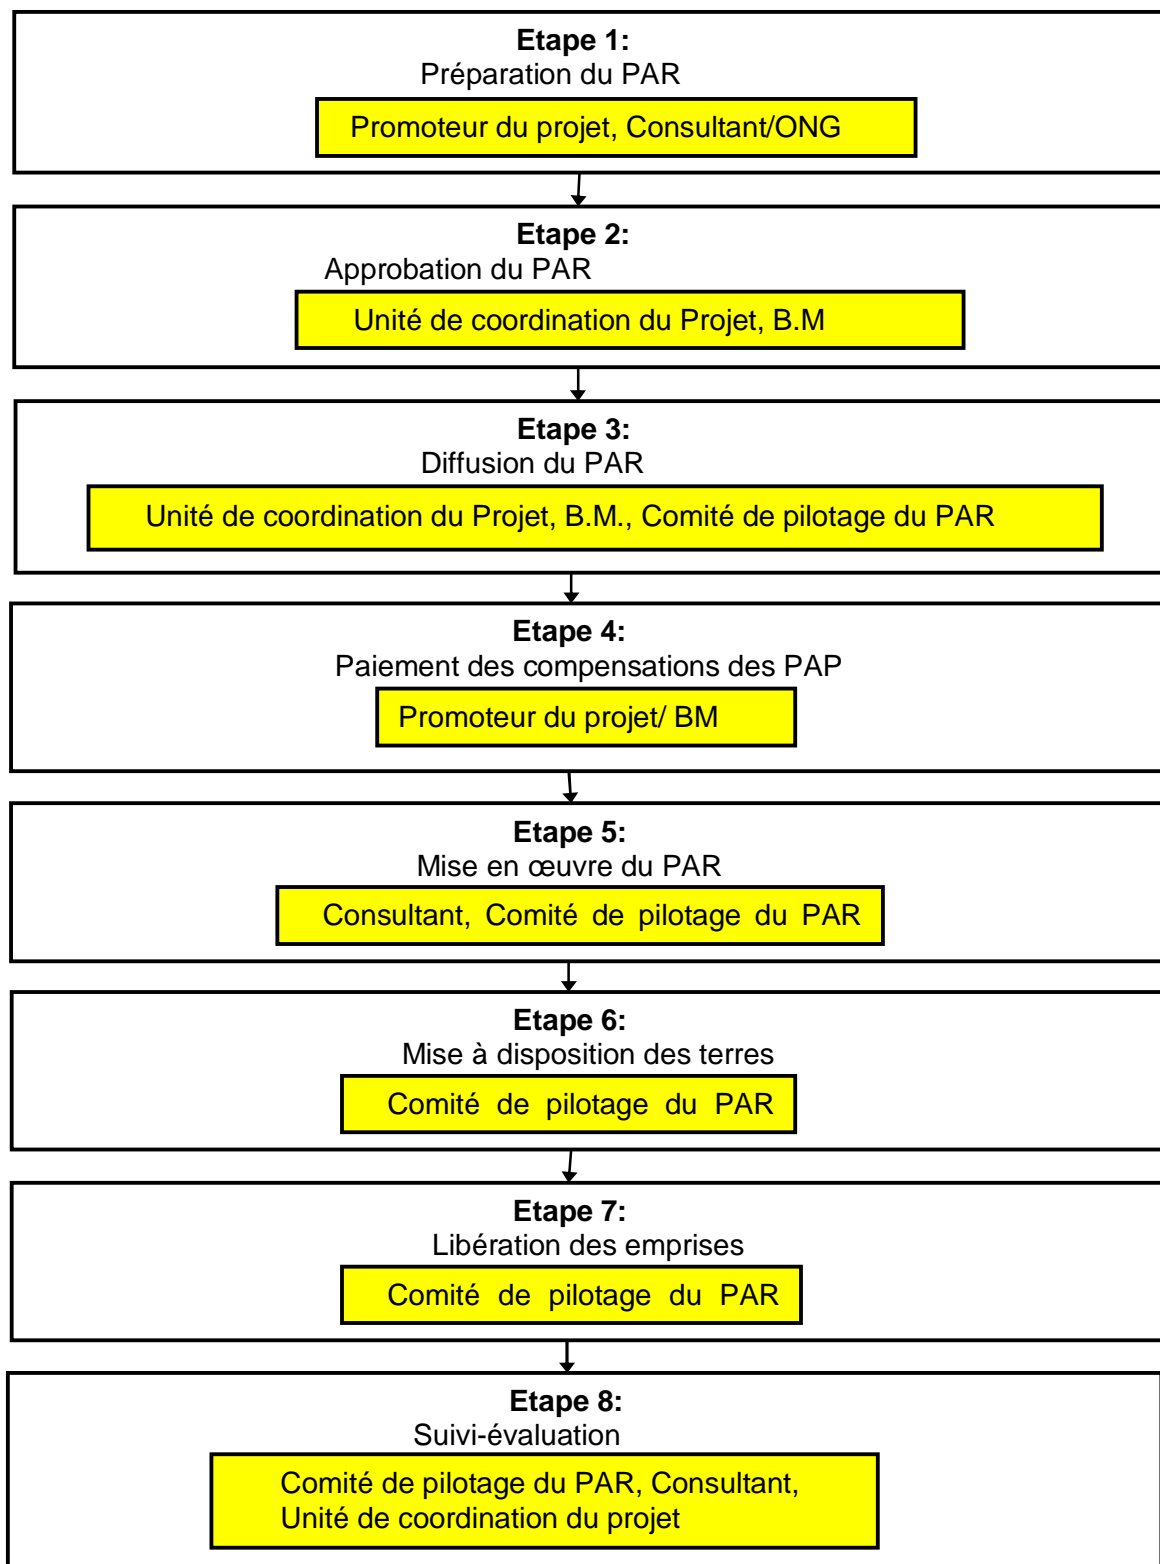 Etape 1:
Préparation du PAR
Promoteur du projet, Consultant/ONG
Etape 2:
Approbation du PAR
Unité de coordination du Projet, B.M
Etape 3:
Diffusion du PAR
Unité de coordination du Projet, B.M., Comité de pilotage du PAR
Etape 4:
Paiement des compensations des PAP
Promoteur du projet/ BM
Etape 5:
Mise en œuvre du PAR
Consultant, Comité de pilotage du PAR
Etape 6:
Mise à disposition des terres
Comité de pilotage du PAR
Etape 7:
Libération des emprises
Comité de pilotage du PAR
Etape 8:
Suivi-évaluation
Comité de pilotage du PAR, Consultant,
Unité de coordination du projet